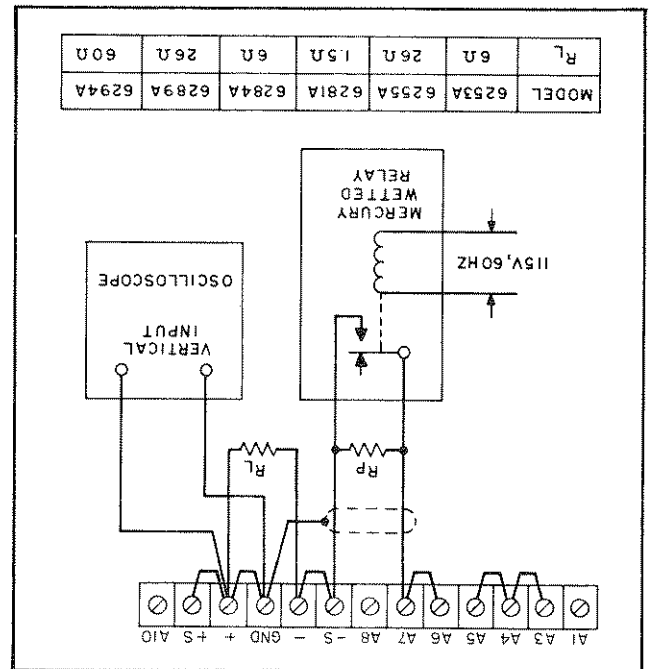 A1 A3 A4 A5 A6 A7 A8 -S - GND + +S A10
RP
RL
VERTICAL
INPUT
OSCILLOSCOPE
115V, 60HZ
MERCURY
WETTED
RELAY
MODEL 6253A 6255A 6281A 6284A 6289A 6294A
RL 6Ω 26Ω 1.5Ω 6Ω 26Ω 60Ω